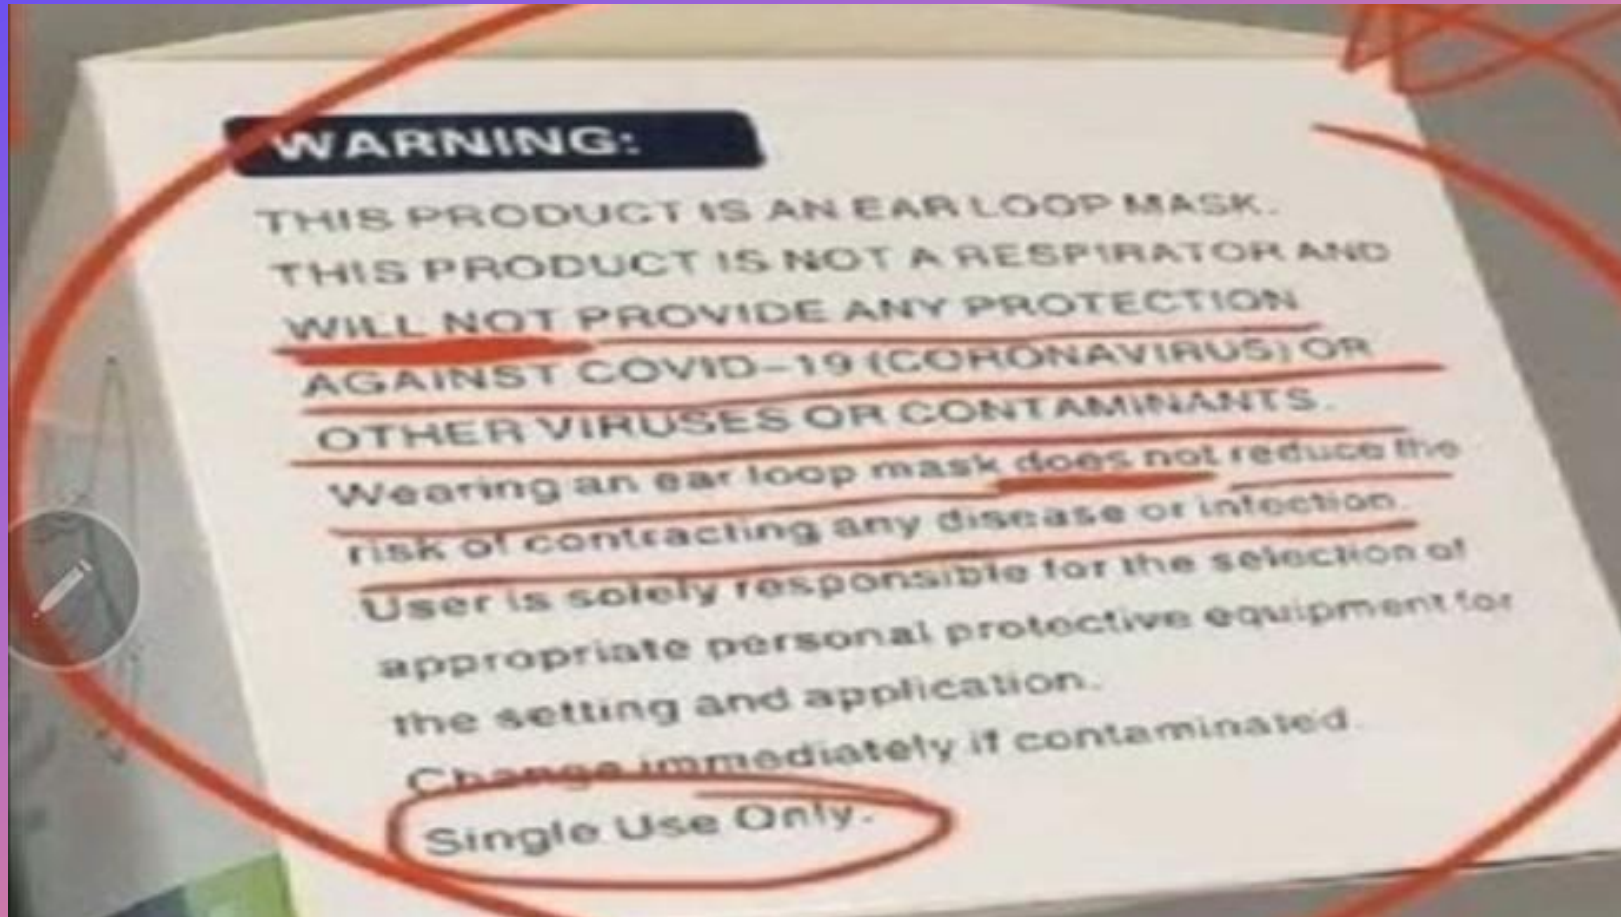 WARNING:
THIS PRODUCT IS AN EAR LOOP MASK.
THIS PRODUCT IS NOT A RESPIRATOR AND
WILL NOT PROVIDE ANY PROTECTION
AGAINST COVID-19 (CORONAVIRUS) OR
OTHER VIRUSES OR CONTAMINANTS.
Wearing an ear loop mask does not reduce the
risk of contracting any disease or infection.
User is solely responsible for the selection of
appropriate personal protective equipment for
the setting and application.
Change immediately if contaminated.
Single Use Only.